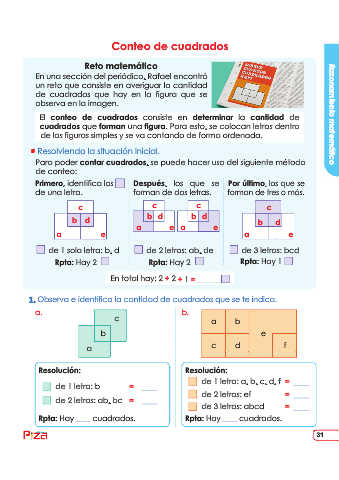 Conteo de cuadrados
Reto matemático
En una sección del periódico, Rafael encontró
un reto que consiste en averiguar la cantidad
de cuadrados que hay en la figura que se
observa en la imagen.
El conteo de cuadrados consiste en determinar la cantidad de
cuadrados que forman una figura. Para esto, se colocan letras dentro
de las figuras simples y se va contando de forma ordenada.
Razonamiento matemático
Resolviendo la situación inicial.
Para poder contar cuadrados, se puede hacer uso del siguiente método
de conteo:
Primero, identifica los
de una letra.
Después, los que se
forman de dos letras.
Por último, los que se
forman de tres o más.
c
b d
a e
c
b d
a e
c
b d
a e
c
b d
a e
de 1 sola letra: b, d
Rpta: Hay 2
de 2 letras: ab, de
Rpta: Hay 2
de 3 letras: bcd
Rpta: Hay 1
En total hay: 2 + 2 + 1 =
1. Observa e identifica la cantidad de cuadrados que se te indica.
a.
c
b
a
b.
a b
e
c d f
Resolución:
de 1 letra: b = ___
de 2 letras: ab, bc = ___
Rpta: Hay ___ cuadrados.
Resolución:
de 1 letra: a, b, c, d, f = ___
de 2 letras: ef = ___
de 3 letras: abcd = ___
Rpta: Hay ___ cuadrados.
Pιza
31